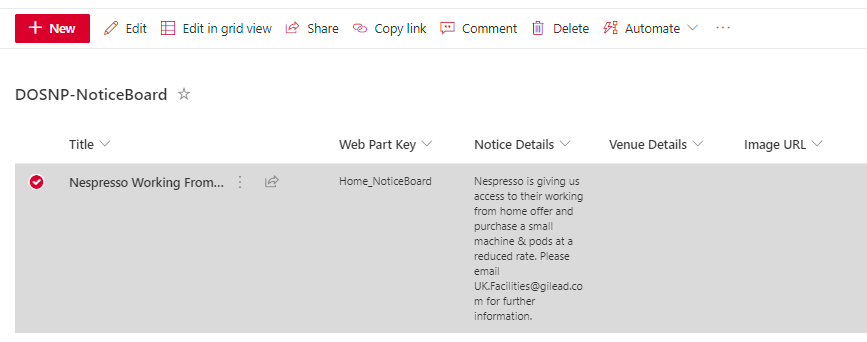 + New Edit Edit in grid view Share Copy link Comment Delete Automate ...
DOSNP-NoticeBoard
Title Web Part Key Notice Details Venue Details Image URL
Nespresso Working From... Home_NoticeBoard Nespresso is giving us
access to their working
from home offer and
purchase a small
machine & pods at a
reduced rate. Please
email
UK.Facilities@gilead.co
m for further
information.